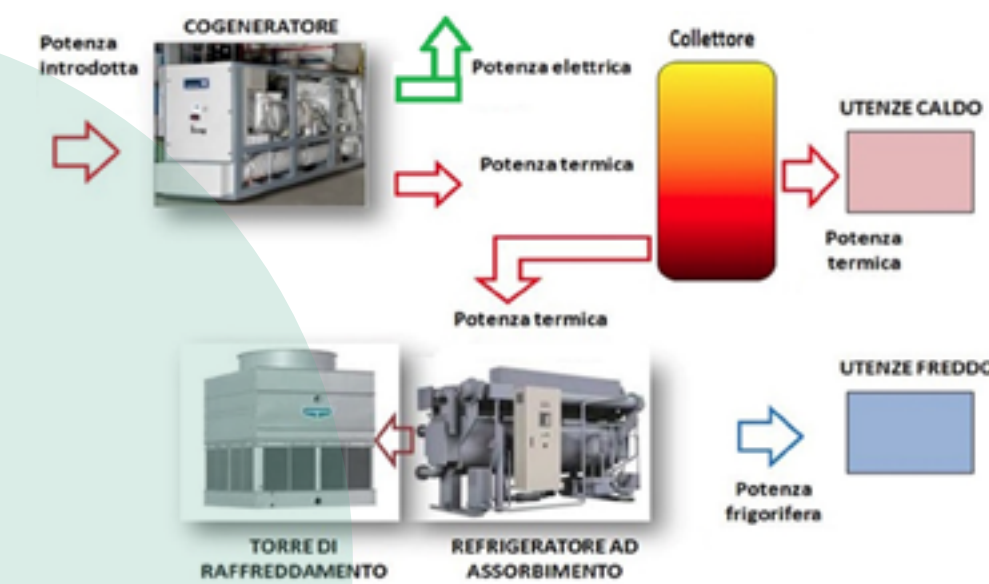 COGENERATORE
Potenza
introdotta
Potenza elettrica
Potenza termica
Collettore
UTENZE CALDO
Potenza
termica
Potenza termica
UTENZE FREDDO
Potenza
frigorifera
TORRE DI
RAFFREDDAMENTO
REFRIGERATORE AD
ASSORBIMENTO